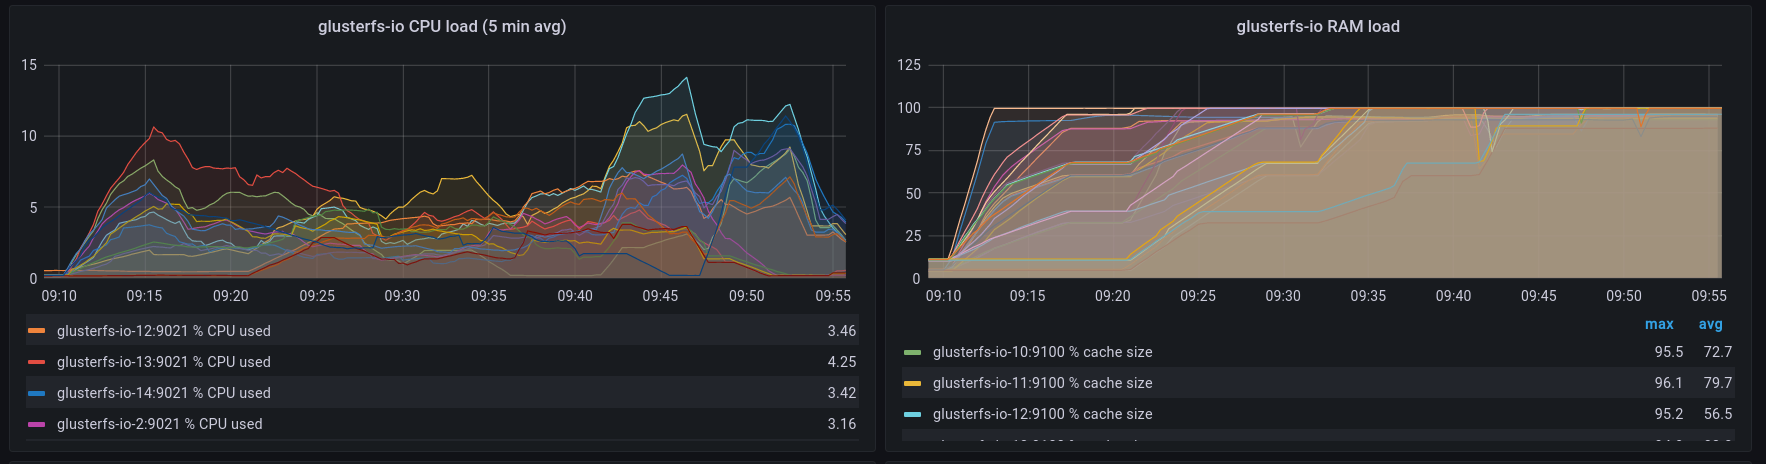 glusterfs-io CPU load (5 min avg)
15
10
5
0
09:10 09:15 09:20 09:25 09:30 09:35 09:40 09:45 09:50 09:55
glusterfs-io-12:9021 % CPU used 3.46
glusterfs-io-13:9021 % CPU used 4.25
glusterfs-io-14:9021 % CPU used 3.42
glusterfs-io-2:9021 % CPU used 3.16
glusterfs-io RAM load
125
100
75
50
25
0
09:10 09:15 09:20 09:25 09:30 09:35 09:40 09:45 09:50 09:55
max avg
glusterfs-io-10:9100 % cache size 95.5 72.7
glusterfs-io-11:9100 % cache size 96.1 79.7
glusterfs-io-12:9100 % cache size 95.2 56.5